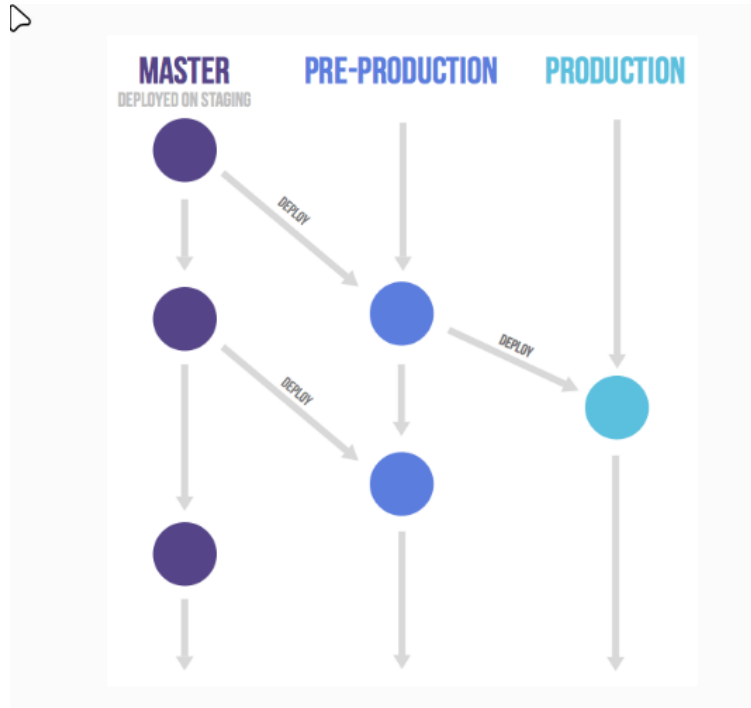 MASTER
DEPLOYED ON STAGING
PRE-PRODUCTION
PRODUCTION
DEPLOY
DEPLOY
DEPLOY